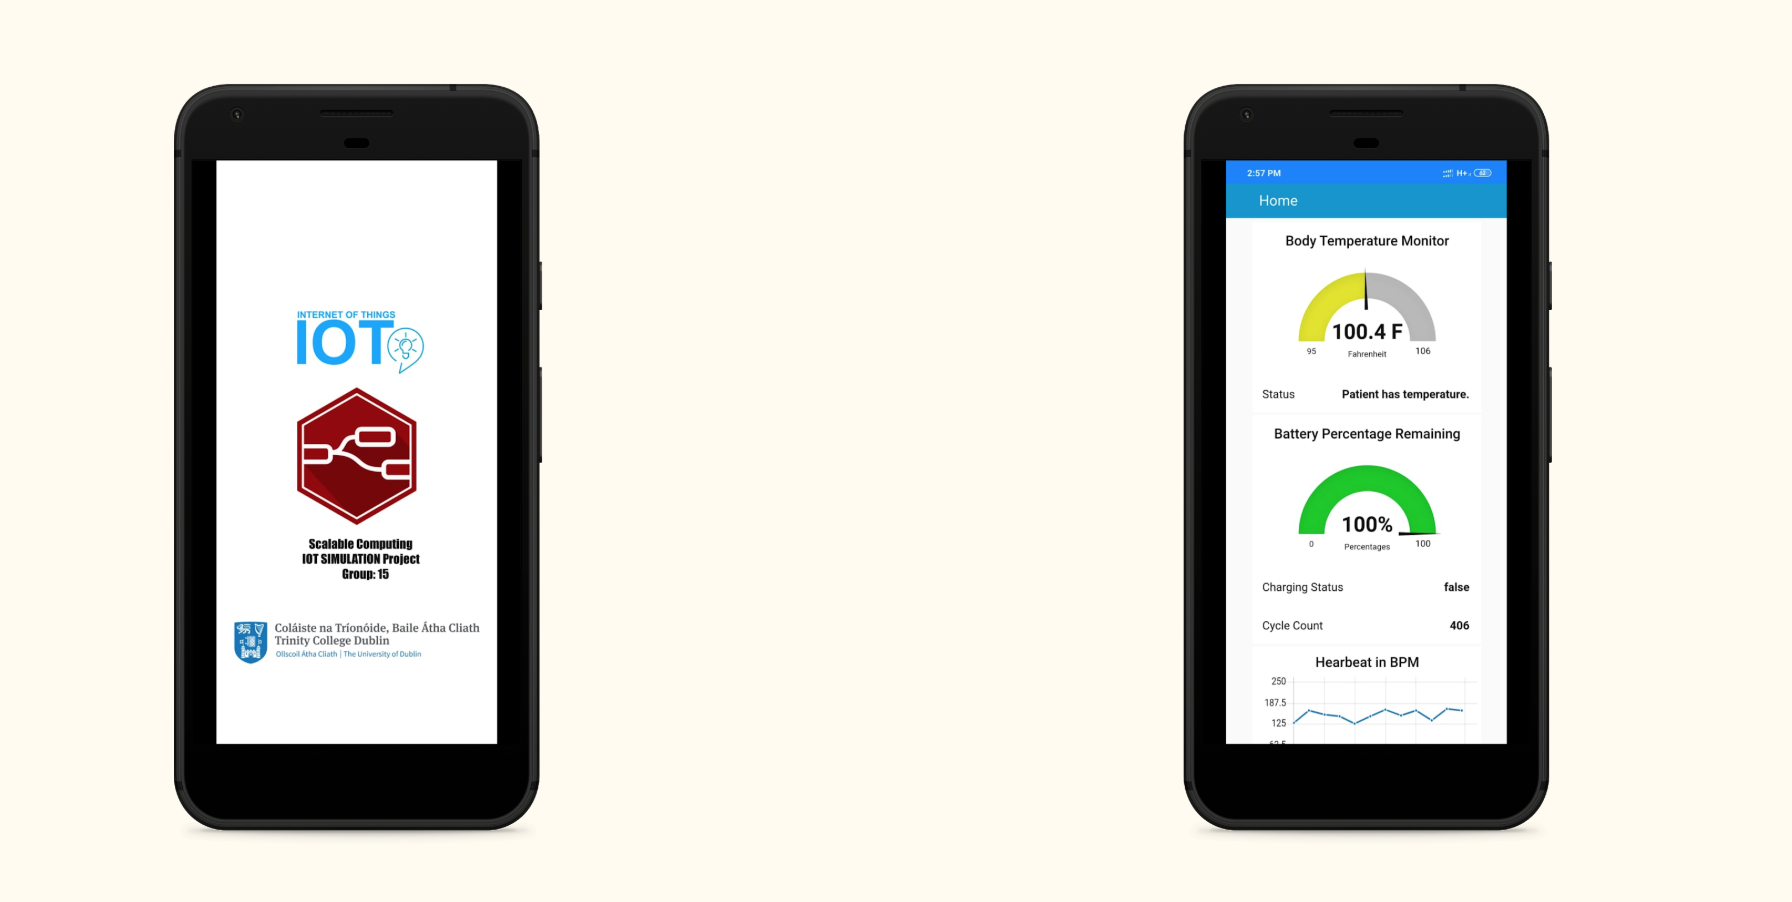 INTERNET OF THINGS
IOT
Scalable Computing
IOT SIMULATION Project
Group: 15
Coláiste na Tríonóide, Baile Átha Cliath
Trinity College Dublin
Ollscoil Átha Cliath | The University of Dublin
2:57 PM
H+
62
Home
Body Temperature Monitor
100.4 F
95
Fahrenheit
106
Status
Patient has temperature.
Battery Percentage Remaining
100%
0
Percentages
100
Charging Status
false
Cycle Count
406
Hearbeat in BPM
250
187.5
125
62.5